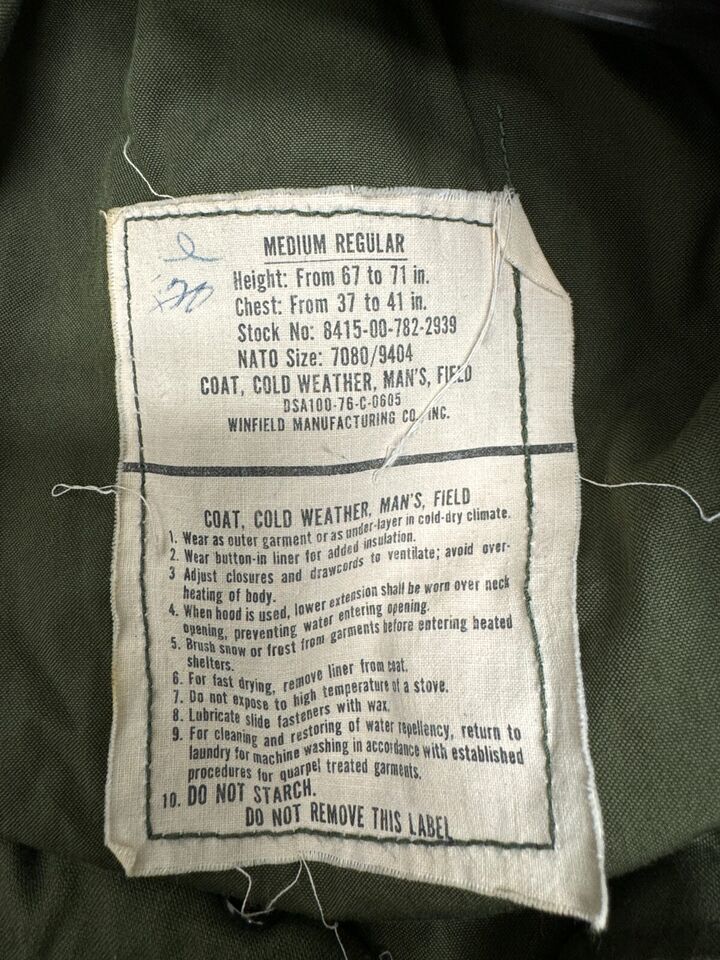 MEDIUM REGULAR
Height: From 67 to 71 in.
Chest: From 37 to 41 in.
Stock No: 8415-00-782-2939
NATO Size: 7080/9404
COAT, COLD WEATHER, MAN'S, FIELD
DSA100-76-C-0605
WINFIELD MANUFACTURING CO. INC.
COAT, COLD WEATHER, MAN'S, FIELD
1. Wear as outer garment or as under-layer in cold-dry climate.
2. Wear button-in liner for added insulation.
3 Adjust closures and drawcords to ventilate; avoid over-
heating of body.
4. When hood is used, lower extension shall be worn over neck
opening, preventing water entering opening.
5. Brush snow or frost from garments before entering heated
shelters.
6. For fast drying, remove liner from coat.
7. Do not expose to high temperature of a stove.
8. Lubricate slide fasteners with wax.
9. For cleaning and restoring of water repellency, return to
laundry for machine washing in accordance with established
procedures for quarpel treated garments.
10. DO NOT STARCH.
DO NOT REMOVE THIS LABEL